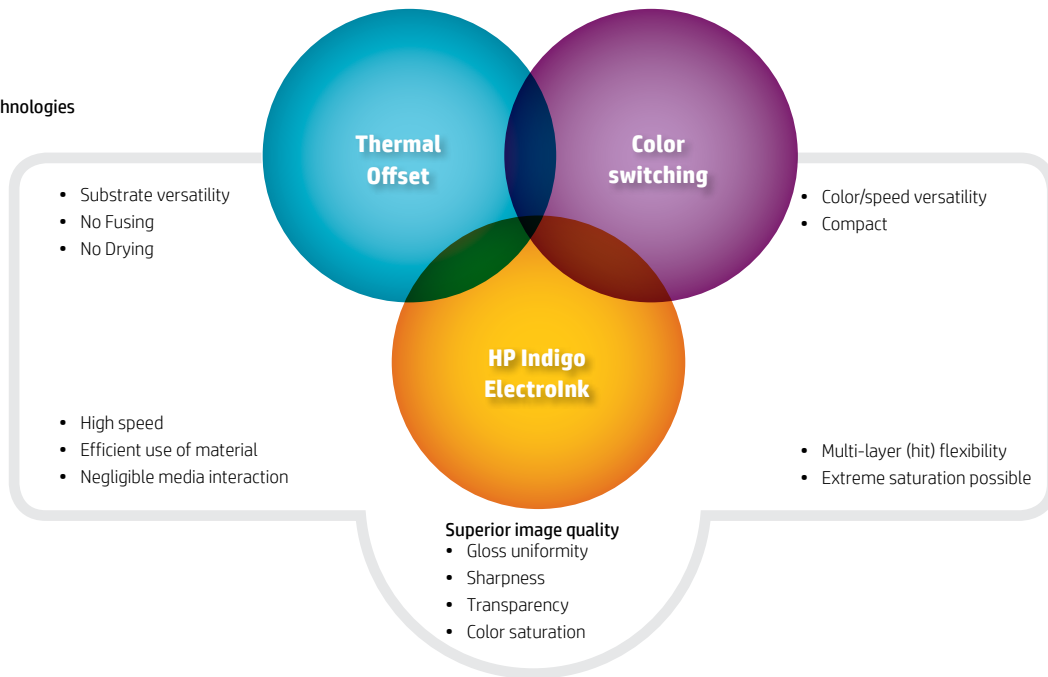 hnologies
Thermal
Offset
Color
switching
• Substrate versatility
• No Fusing
• No Drying
• Color/speed versatility
• Compact
HP Indigo
ElectroInk
• High speed
• Efficient use of material
• Negligible media interaction
• Multi-layer (hit) flexibility
• Extreme saturation possible
Superior image quality
• Gloss uniformity
• Sharpness
• Transparency
• Color saturation